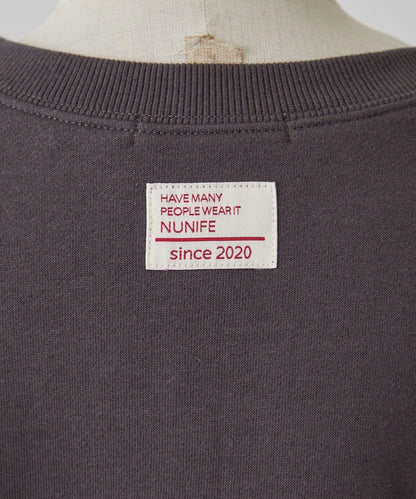 HAVE MANY
PEOPLE WEAR IT
NUNIFE
since 2020